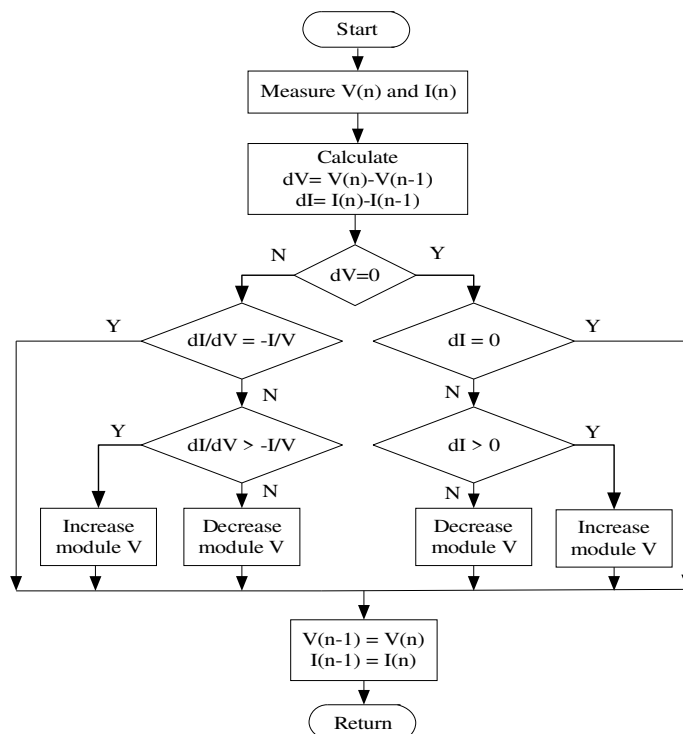 Start
Measure V(n) and I(n)
Calculate
dV= V(n)-V(n-1)
dI= I(n)-I(n-1)
N
Y
dV=0
Y
dI/dV = -I/V
dI = 0
Y
N
N
Y
dI/dV > -I/V
dI > 0
Y
N
N
Increase
module V
Decrease
module V
Decrease
module V
Increase
module V
V(n-1) = V(n)
I(n-1) = I(n)
Return